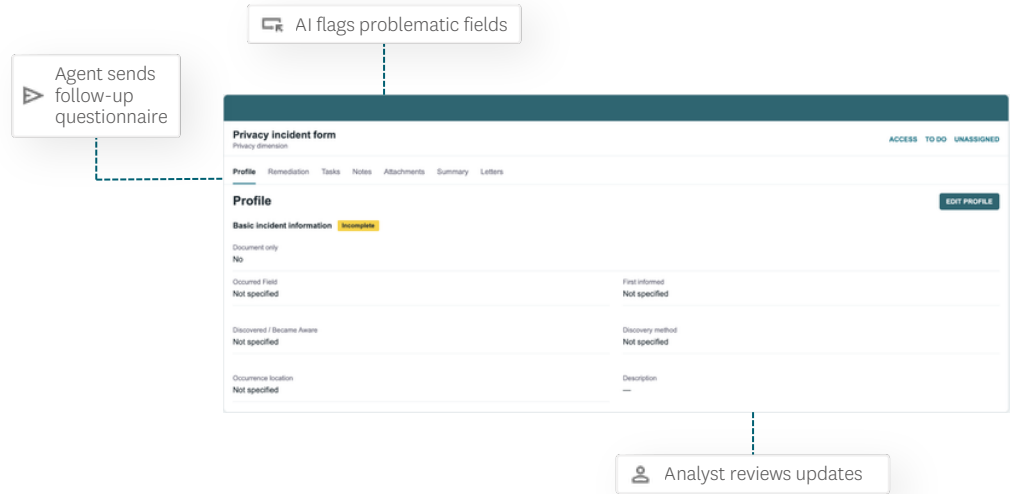 AI flags problematic fields
Agent sends
follow-up
questionnaire
Privacy incident form
Privacy dimension
ACCESS TO DO UNASSIGNED
Profile Remediation Tasks Notes Attachments Summary Letters
Profile
EDIT PROFILE
Basic incident information Incomplete
Document only
No
Occurred Field
Not specified
First informed
Not specified
Discovered / Became Aware
Not specified
Discovery method
Not specified
Occurrence location
Not specified
Description
—
Analyst reviews updates